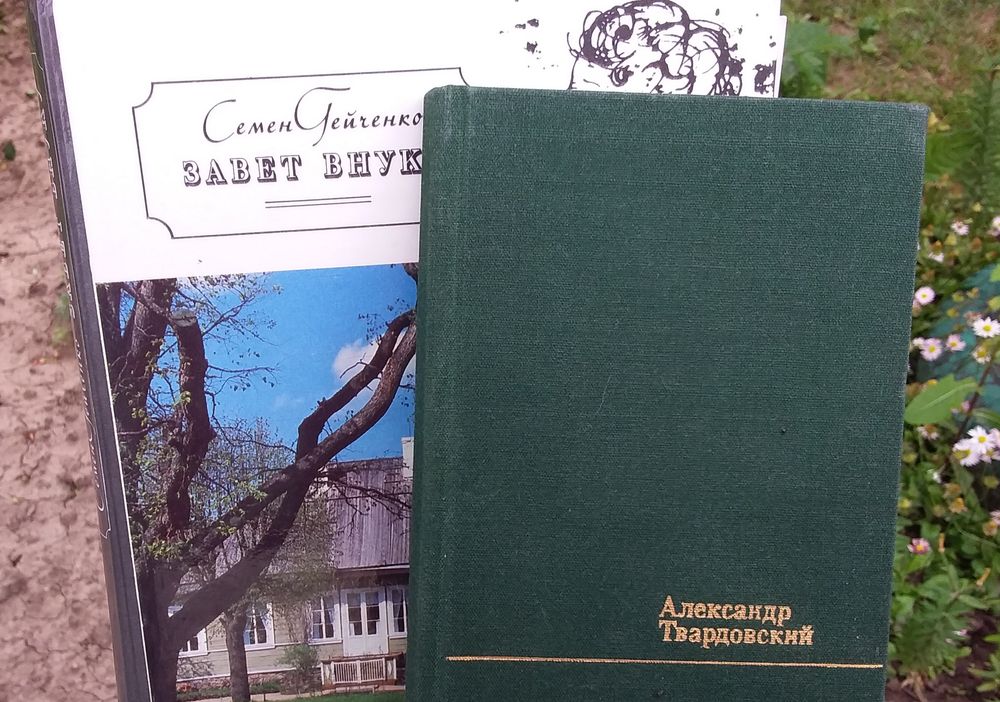 Семен Гейченко
ЗАВЕТ ВНУК
Александр
Твардовский